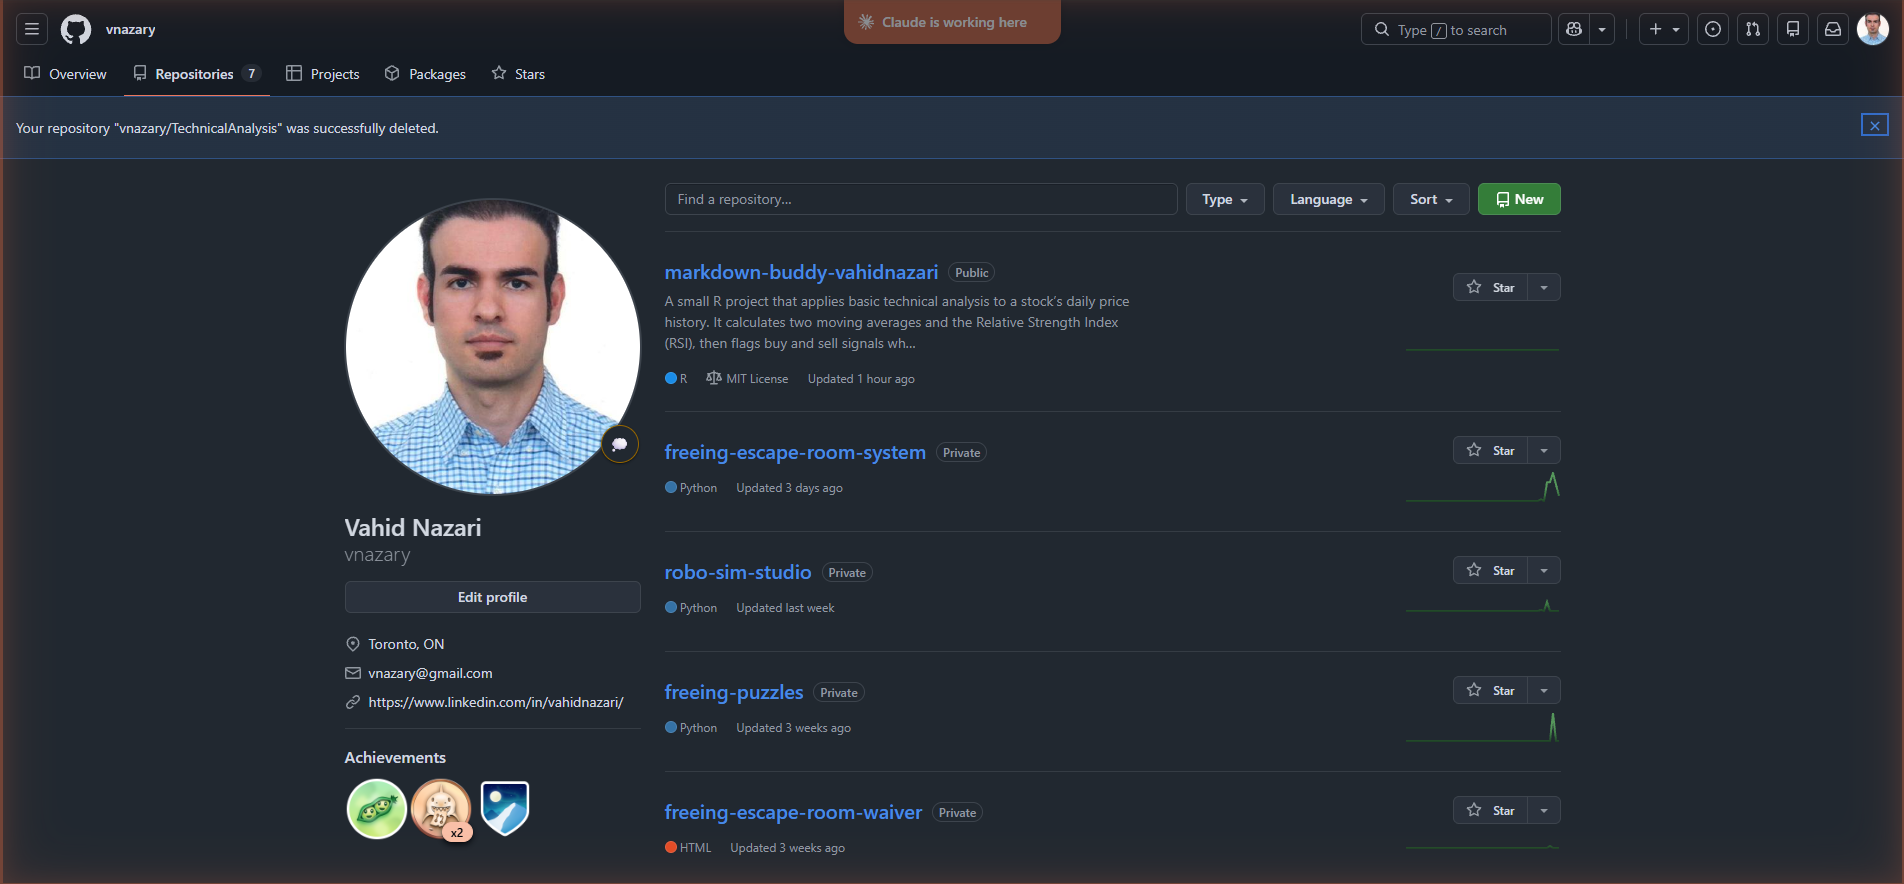 vnazary
Claude is working here
Type / to search
Overview
Repositories 7
Projects
Packages
Stars
Your repository "vnazary/TechnicalAnalysis" was successfully deleted.
Find a repository...
Type
Language
Sort
New
markdown-buddy-vahidnazari Public
A small R project that applies basic technical analysis to a stock’s daily price
history. It calculates two moving averages and the Relative Strength Index
(RSI), then flags buy and sell signals wh...
R MIT License Updated 1 hour ago
Star
freeing-escape-room-system Private
Python Updated 3 days ago
Star
robo-sim-studio Private
Python Updated last week
Star
freeing-puzzles Private
Python Updated 3 weeks ago
Star
freeing-escape-room-waiver Private
HTML Updated 3 weeks ago
Star
Vahid Nazari
vnazary
Edit profile
Toronto, ON
vnazary@gmail.com
https://www.linkedin.com/in/vahidnazari/
Achievements
x2